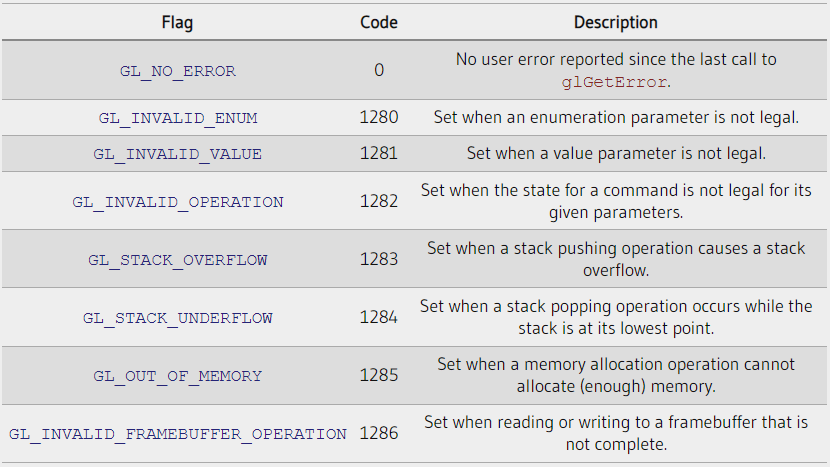 Flag Code Description
GL_NO_ERROR 0 No user error reported since the last call to
glGetError.
GL_INVALID_ENUM 1280 Set when an enumeration parameter is not legal.
GL_INVALID_VALUE 1281 Set when a value parameter is not legal.
GL_INVALID_OPERATION 1282 Set when the state for a command is not legal for its
given parameters.
GL_STACK_OVERFLOW 1283 Set when a stack pushing operation causes a stack
overflow.
GL_STACK_UNDERFLOW 1284 Set when a stack popping operation occurs while the
stack is at its lowest point.
GL_OUT_OF_MEMORY 1285 Set when a memory allocation operation cannot
allocate (enough) memory.
GL_INVALID_FRAMEBUFFER_OPERATION 1286 Set when reading or writing to a framebuffer that is
not complete.